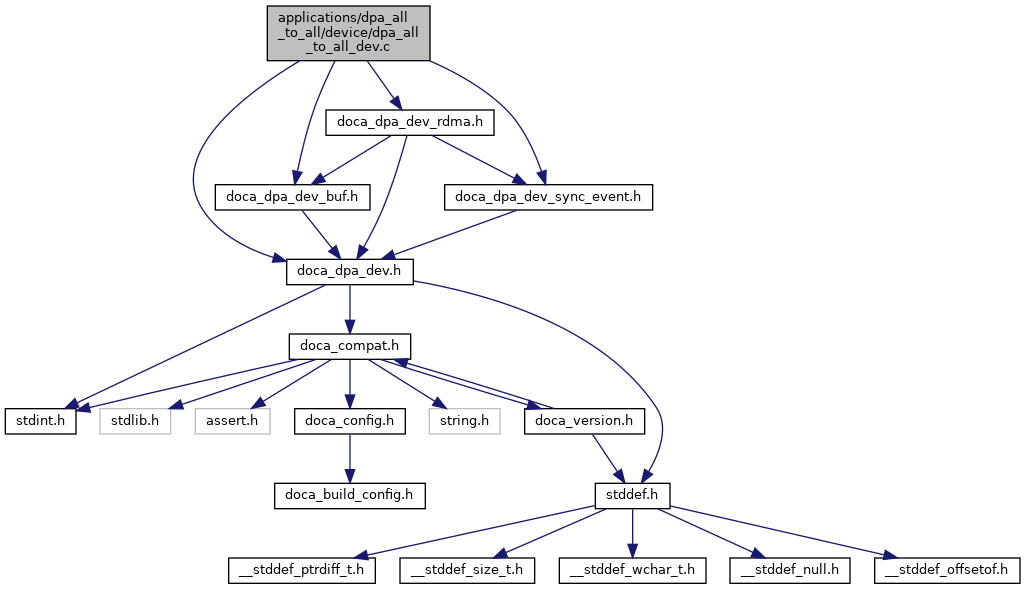 applications/dpa_all
_to_all/device/dpa_all
_to_all_dev.c
doca_dpa_dev_rdma.h
doca_dpa_dev_buf.h
doca_dpa_dev_sync_event.h
doca_dpa_dev.h
doca_compat.h
stdint.h
stdlib.h
assert.h
doca_config.h
string.h
doca_version.h
doca_build_config.h
stddef.h
__stddef_ptrdiff_t.h
__stddef_size_t.h
__stddef_wchar_t.h
__stddef_null.h
__stddef_offsetof.h